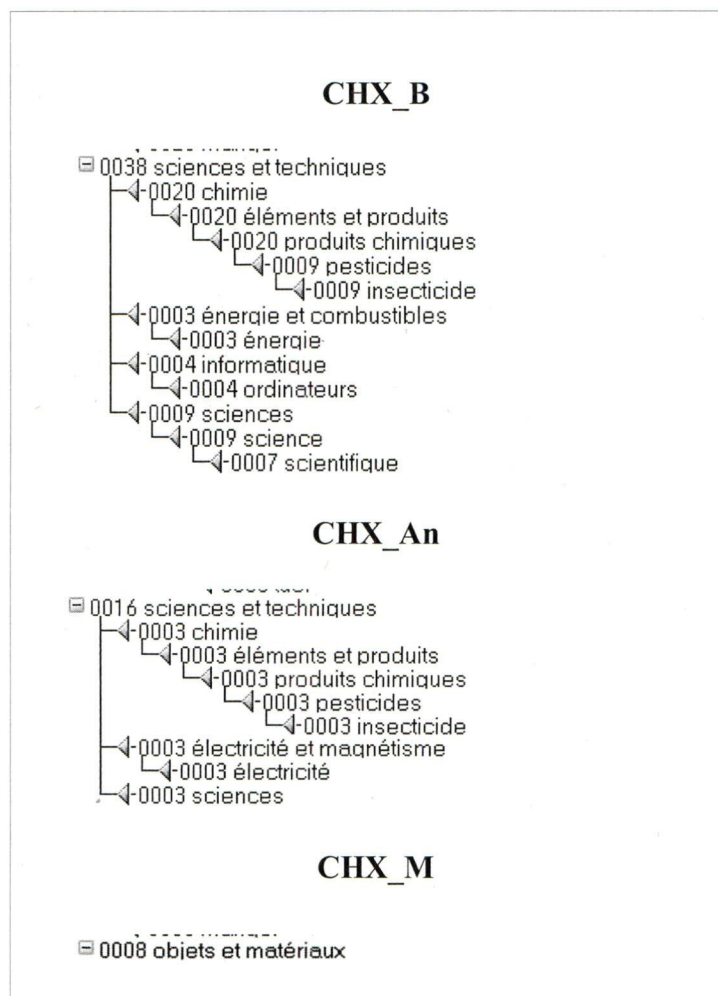 CHX_B
0038 sciences et techniques
0020 chimie
0020 éléments et produits
0020 produits chimiques
0009 pesticides
0009 insecticide
0003 énergie et combustibles
0003 énergie
0004 informatique
0004 ordinateurs
0009 sciences
0009 science
0007 scientifique
CHX_An
0016 sciences et techniques
0003 chimie
0003 éléments et produits
0003 produits chimiques
0003 pesticides
0003 insecticide
0003 électricité et magnétisme
0003 électricité
0003 sciences
CHX_M
0008 objets et matériaux